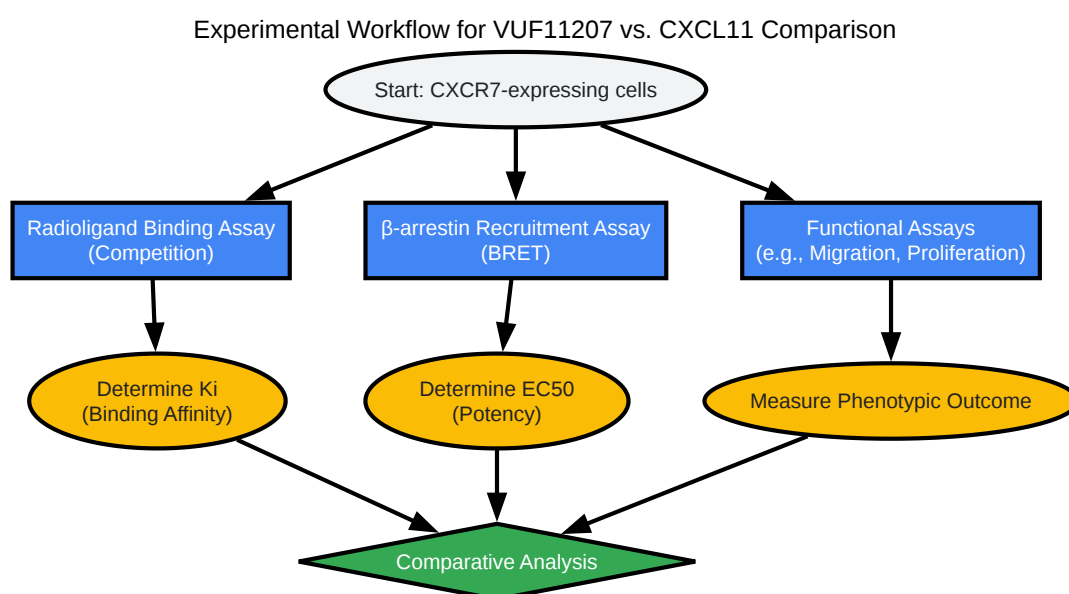 Experimental Workflow for VUF11207 vs. CXCL11 Comparison
Start: CXCR7-expressing cells
Radioligand Binding Assay
(Competition)
β-arrestin Recruitment Assay
(BRET)
Functional Assays
(e.g., Migration, Proliferation)
Determine Ki
(Binding Affinity)
Determine EC50
(Potency)
Measure Phenotypic Outcome
Comparative Analysis